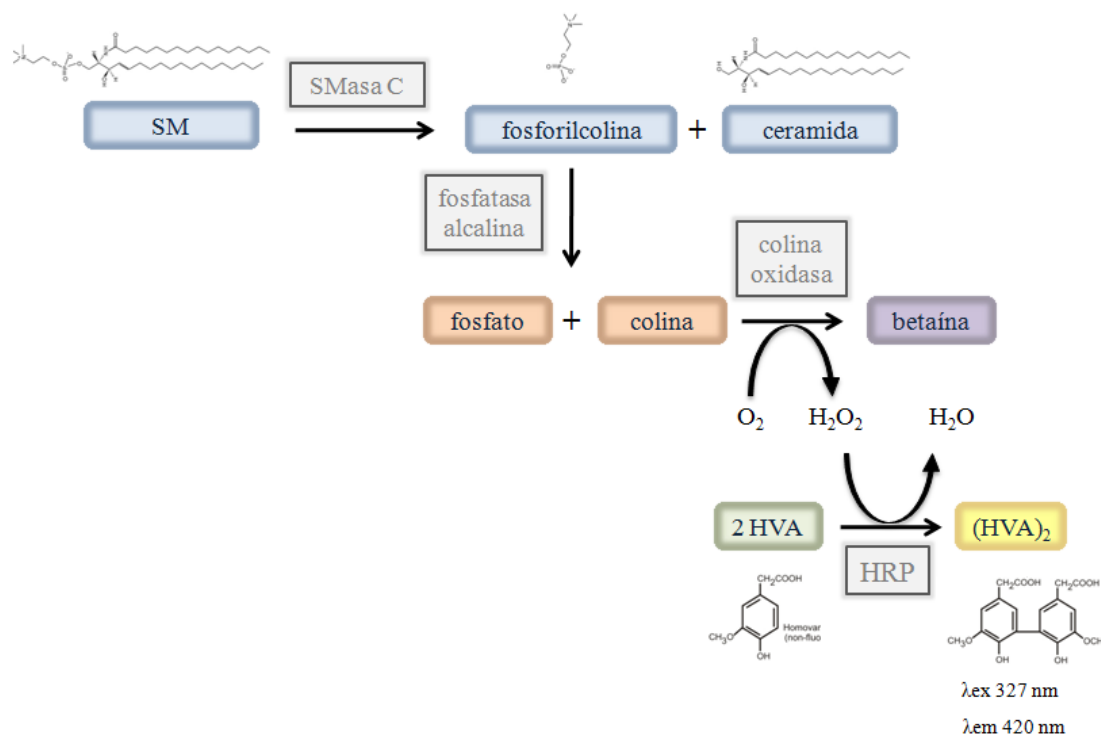 SMasa C
SM
fosforilcolina + ceramida
fosfatasa
alcalina
colina
oxidasa
fosfato + colina
betaína
O₂ H₂O₂ H₂O
2 HVA
(HVA)₂
HRP
CH₂COOH
CH₃O
OH
Homovar
(non-fluo
CH₂COOH CH₂COOH
CH₃O OCH
OH OH
λex 327 nm
λem 420 nm